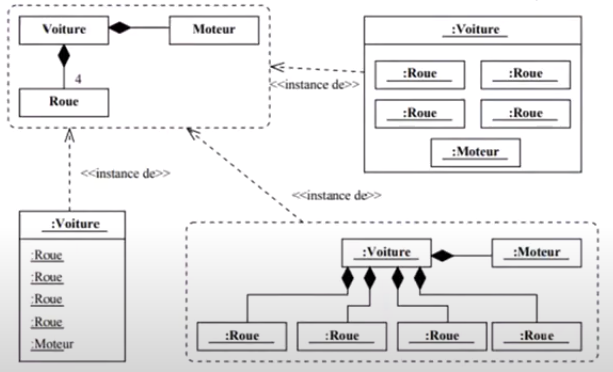 Voiture
Moteur
4
Roue
<<instance de>>
:Voiture
:Roue
:Roue
:Roue
:Roue
:Moteur
<<instance de>>
<<instance de>>
:Voiture
:Roue
:Roue
:Roue
:Roue
:Moteur
:Voiture
:Moteur
:Roue
:Roue
:Roue
:Roue